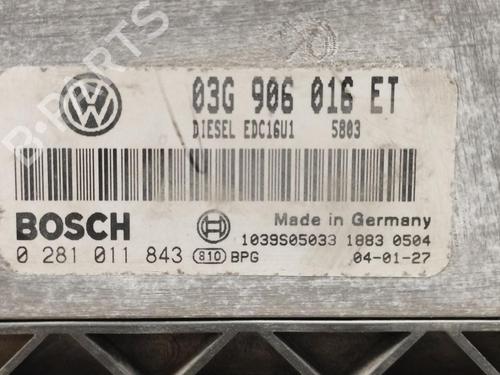 B-PARTS
03G 906 016 ET
DIESEL EDC16U1 5803
BOSCH
Made in Germany
1039S05033 1883 0504
0 281 011 843 810 BPG 04-01-27